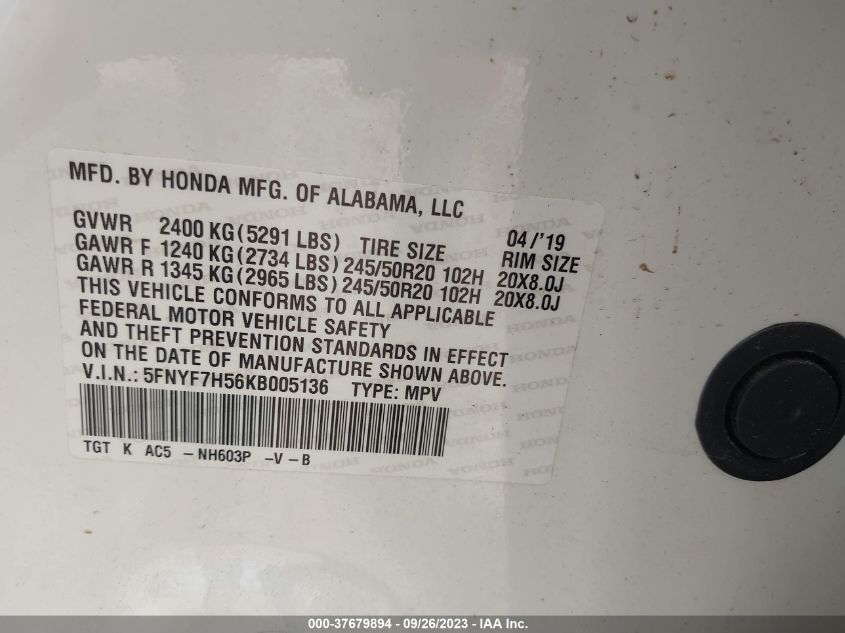 MFD. BY HONDA MFG. OF ALABAMA, LLC
GVWR 2400 KG(5291 LBS) TIRE SIZE 04/'19 RIM SIZE
GAWR F 1240 KG(2734 LBS) 245/50R20 102H 20X8.0J
GAWR R 1345 KG(2965 LBS) 245/50R20 102H 20X8.0J
THIS VEHICLE CONFORMS TO ALL APPLICABLE
FEDERAL MOTOR VEHICLE SAFETY
AND THEFT PREVENTION STANDARDS IN EFFECT
ON THE DATE OF MANUFACTURE SHOWN ABOVE.
V.I.N.: 5FNYF7H56KB005136 TYPE: MPV
TGT K AC5 -NH603P -V -B
000-37679894 - 09/26/2023 - IAA Inc.